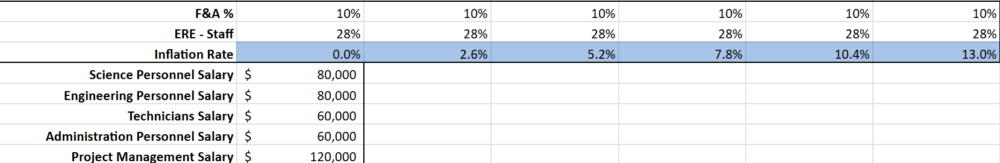 F&A % 10% 10% 10% 10% 10% 10%
ERE - Staff 28% 28% 28% 28% 28% 28%
Inflation Rate 0.0% 2.6% 5.2% 7.8% 10.4% 13.0%
Science Personnel Salary $ 80,000
Engineering Personnel Salary $ 80,000
Technicians Salary $ 60,000
Administration Personnel Salary $ 60,000
Project Management Salary $ 120,000